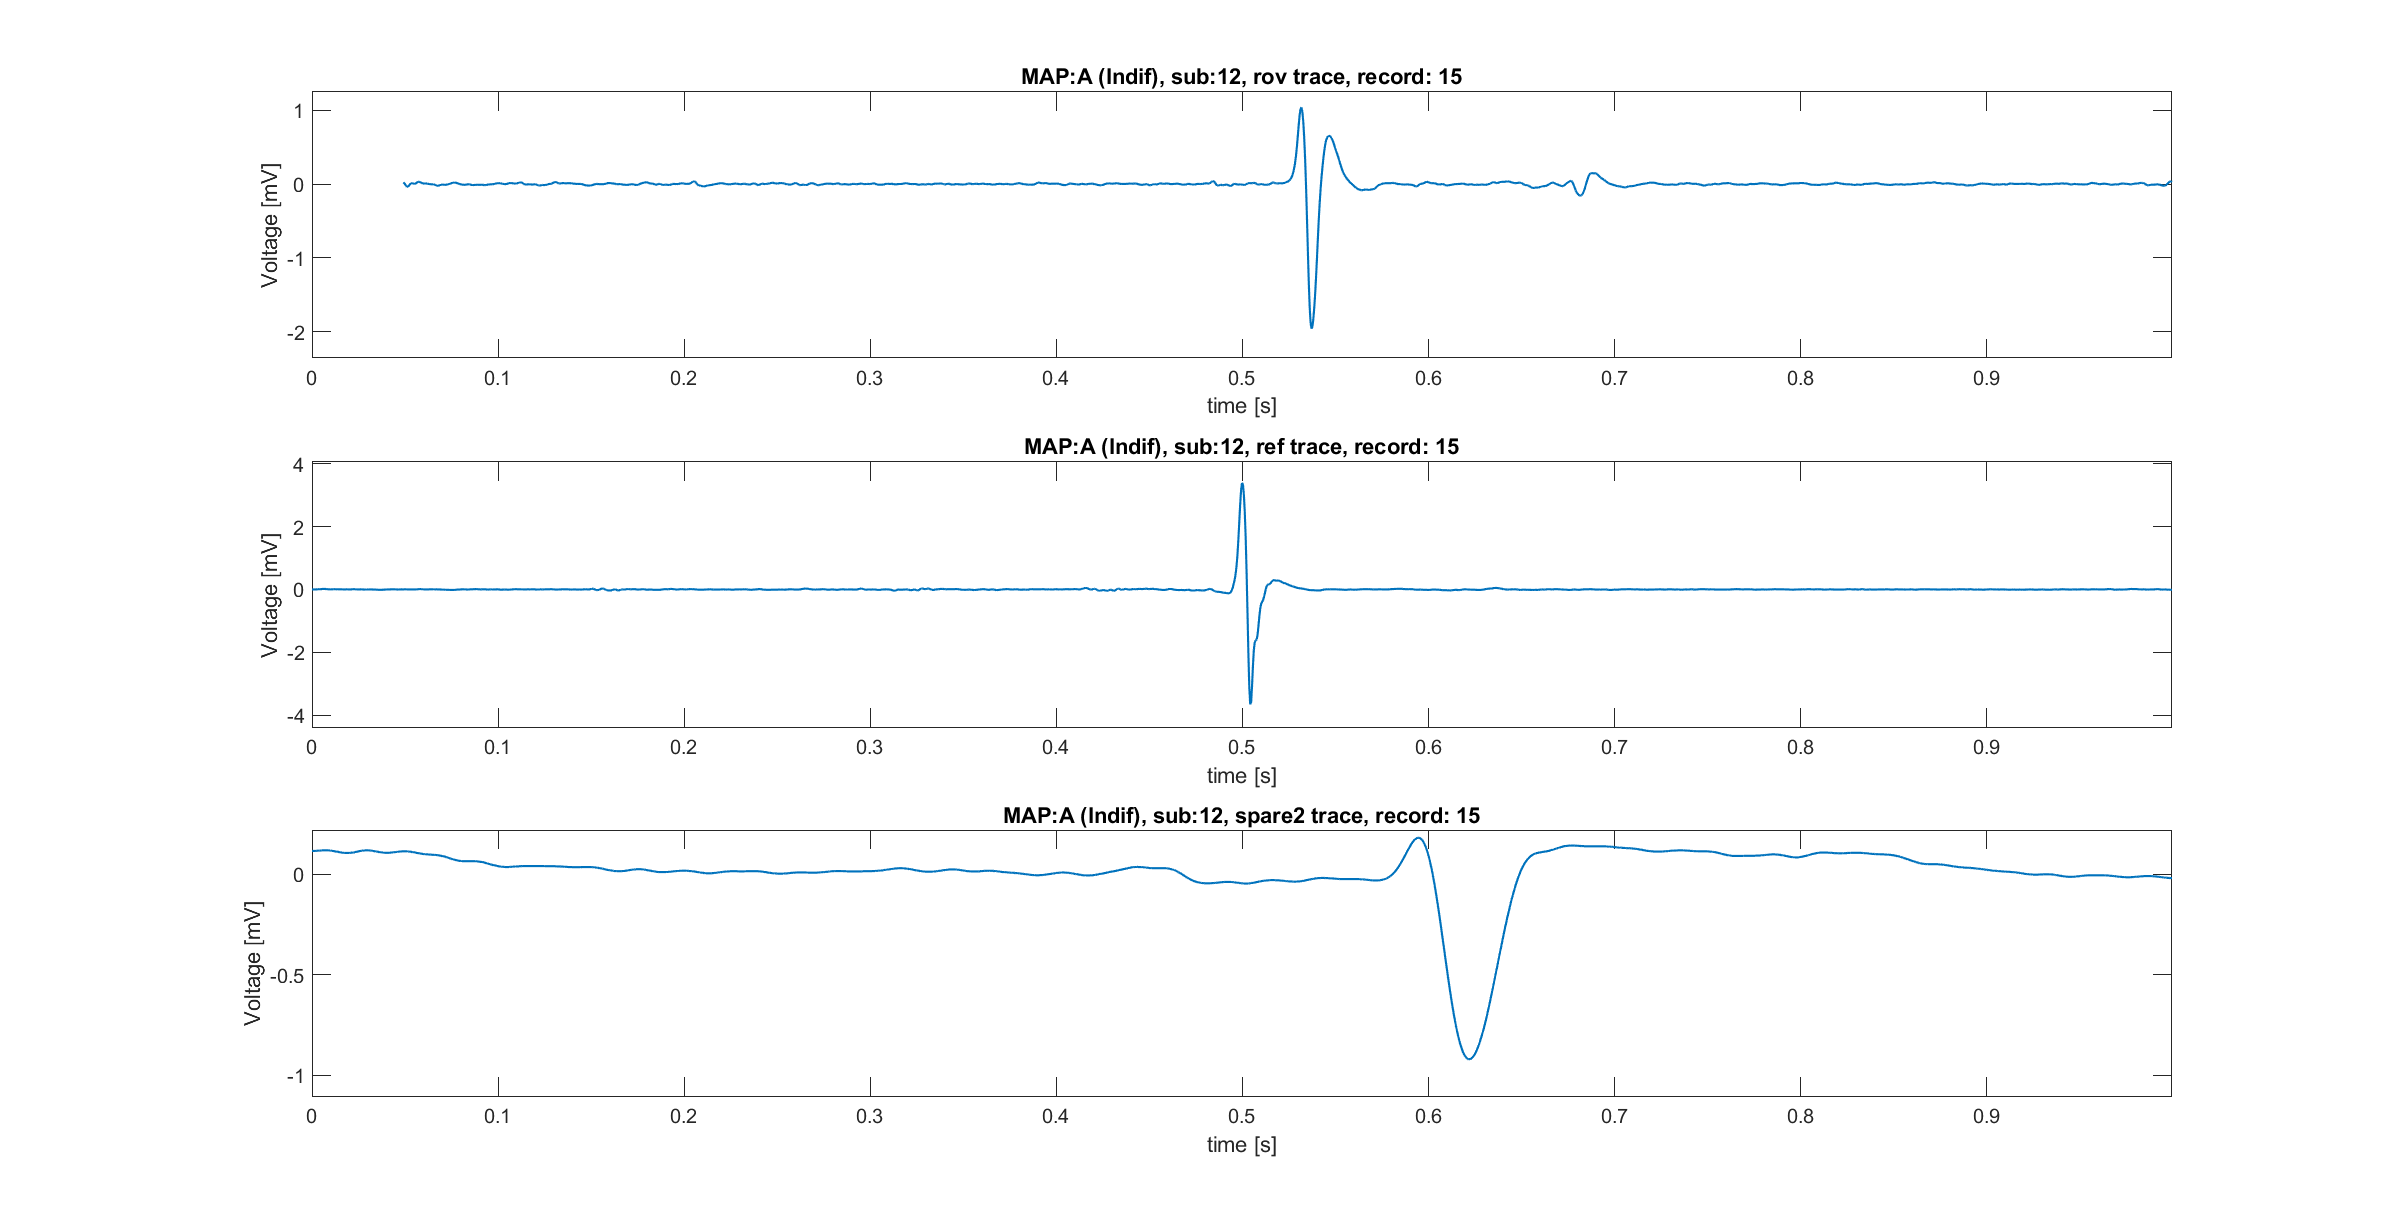 MAP:A (Indif), sub:12, rov trace, record: 15
Voltage [mV]
1
0
-1
-2
0 0.1 0.2 0.3 0.4 0.5 0.6 0.7 0.8 0.9
time [s]
MAP:A (Indif), sub:12, ref trace, record: 15
Voltage [mV]
4
2
0
-2
-4
0 0.1 0.2 0.3 0.4 0.5 0.6 0.7 0.8 0.9
time [s]
MAP:A (Indif), sub:12, spare2 trace, record: 15
Voltage [mV]
0
-0.5
-1
0 0.1 0.2 0.3 0.4 0.5 0.6 0.7 0.8 0.9
time [s]